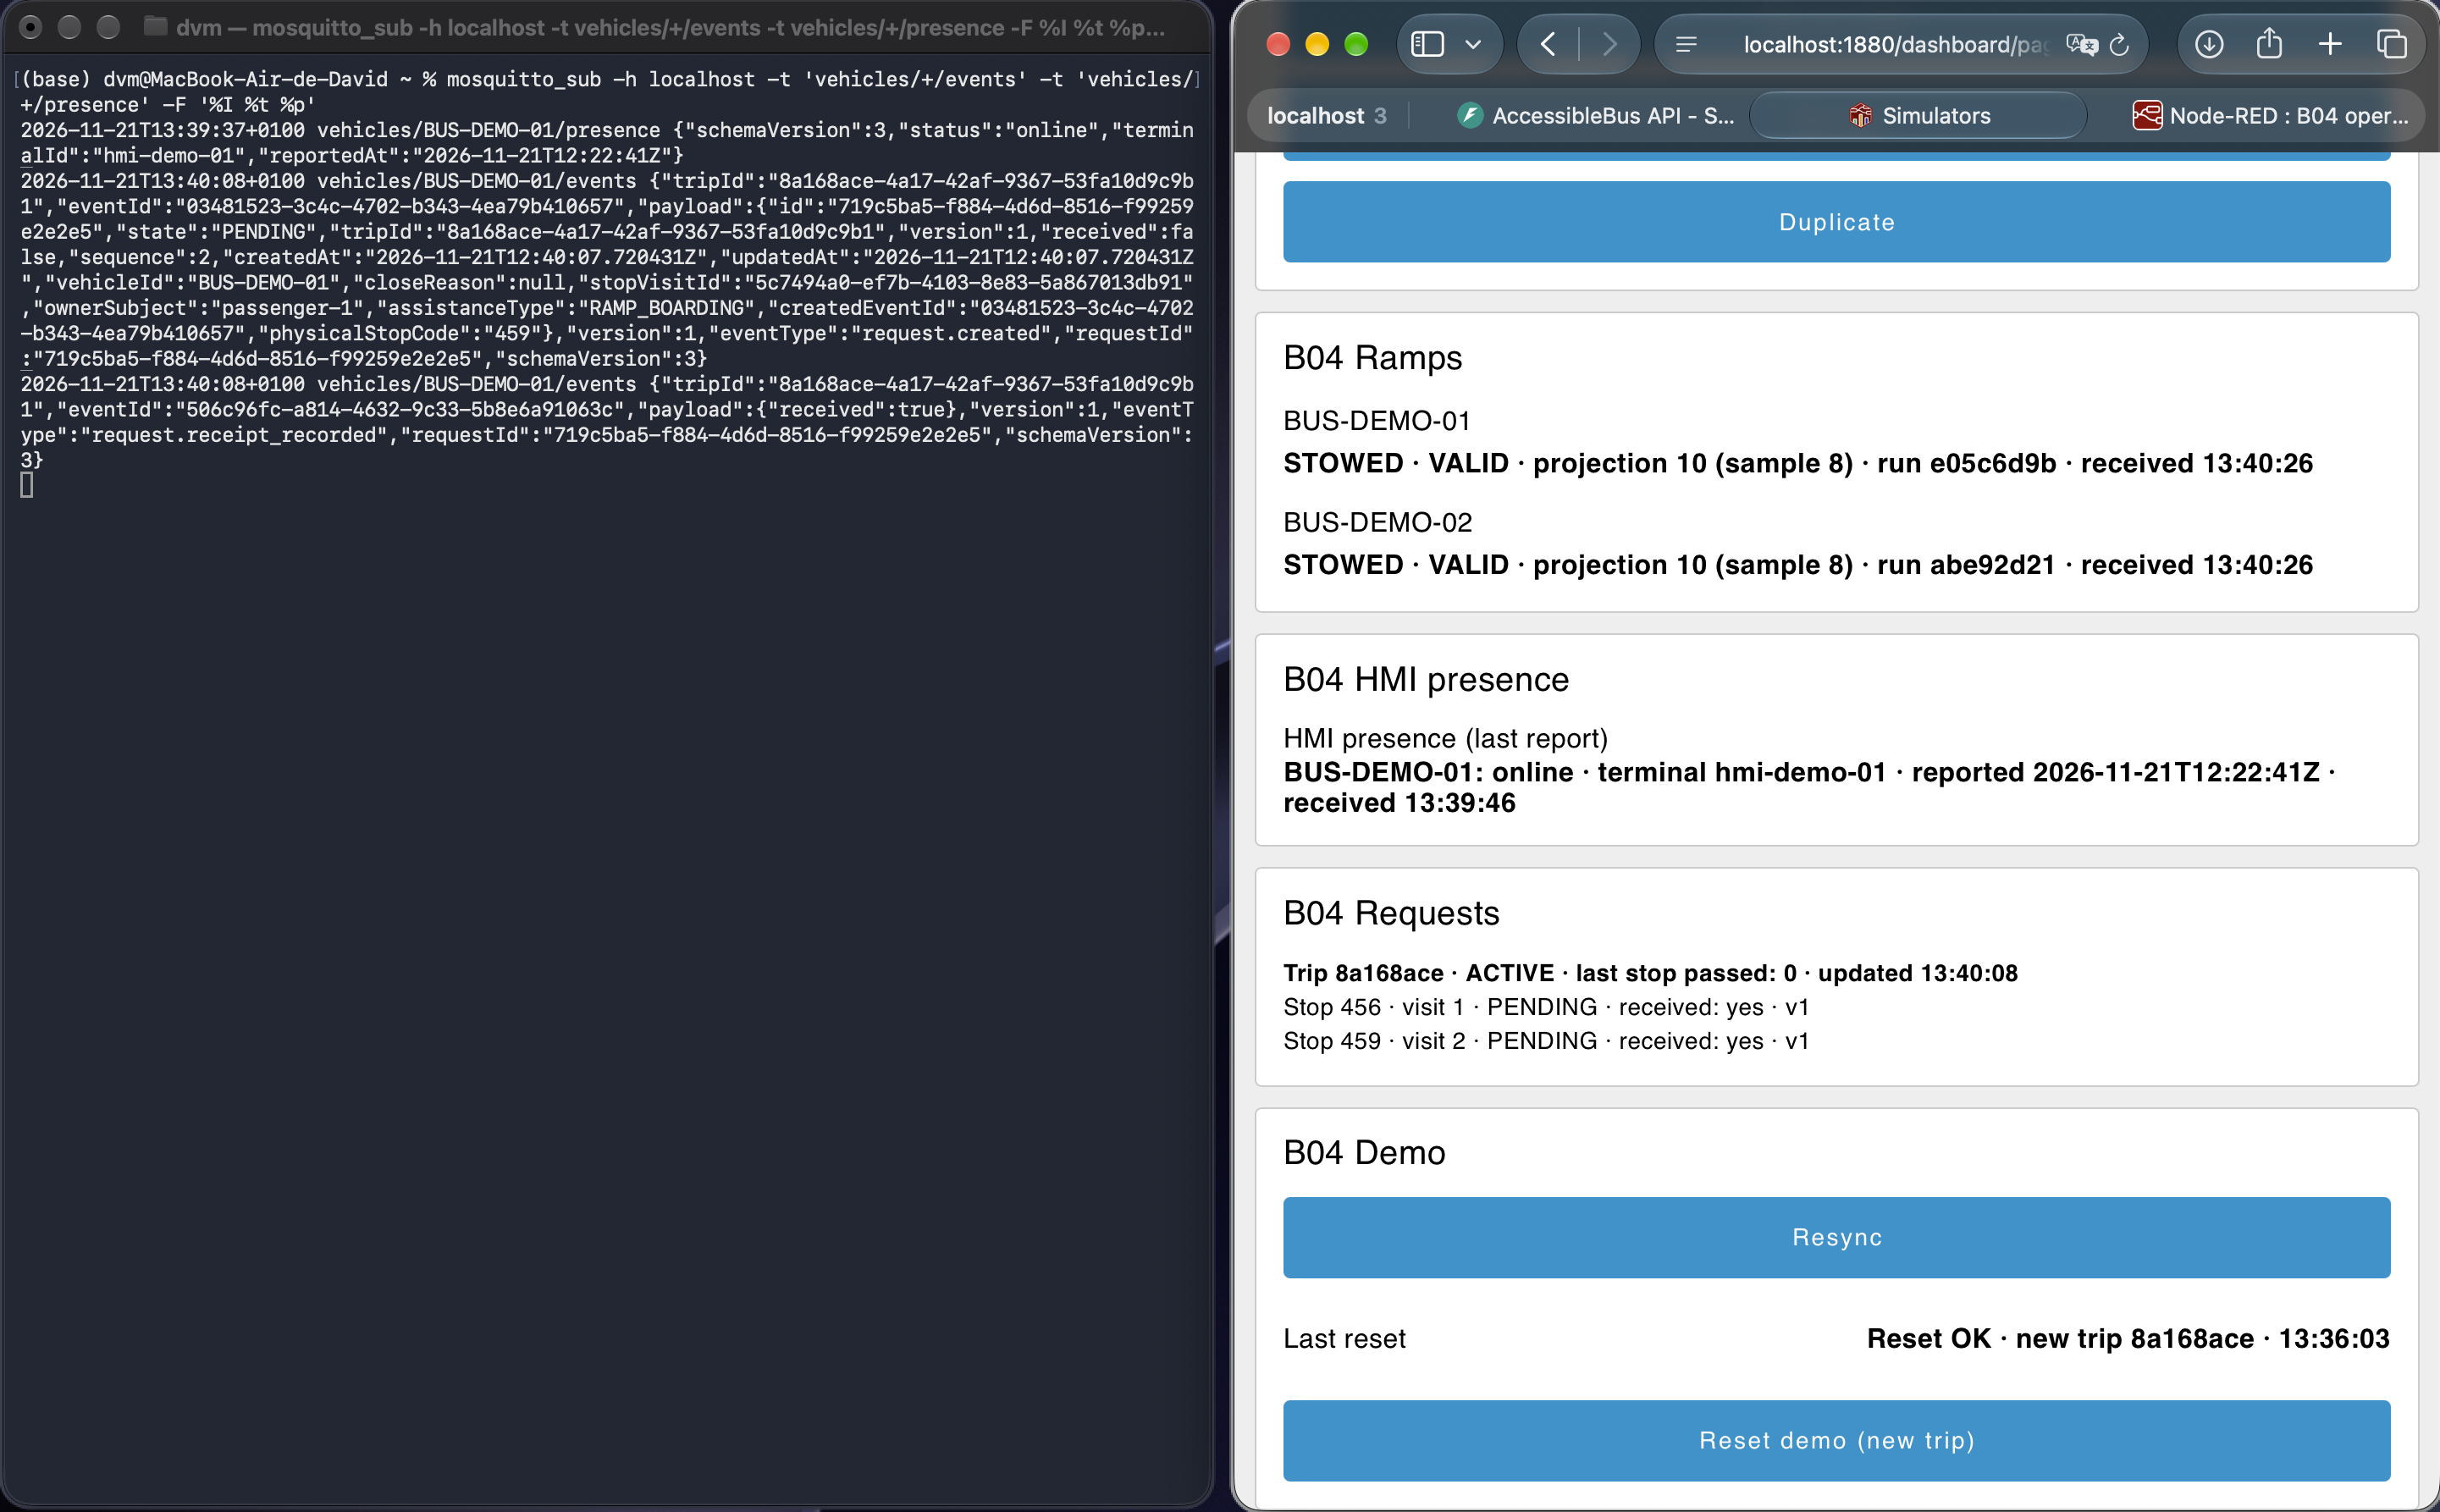 dvm — mosquitto_sub -h localhost -t vehicles/+/events -t vehicles/+/presence -F %I %t %p...
[(base) dvm@MacBook-Air-de-David ~ % mosquitto_sub -h localhost -t 'vehicles/+/events' -t 'vehicles/]
+/presence' -F '%I %t %p'
2026-11-21T13:39:37+0100 vehicles/BUS-DEMO-01/presence {"schemaVersion":3,"status":"online","termin
alId":"hmi-demo-01","reportedAt":"2026-11-21T12:22:41Z"}
2026-11-21T13:40:08+0100 vehicles/BUS-DEMO-01/events {"tripId":"8a168ace-4a17-42af-9367-53fa10d9c9b
1","eventId":"03481523-3c4c-4702-b343-4ea79b410657","payload":{"id":"719c5ba5-f884-4d6d-8516-f99259
e2e2e5","state":"PENDING","tripId":"8a168ace-4a17-42af-9367-53fa10d9c9b1","version":1,"received":fa
lse,"sequence":2,"createdAt":"2026-11-21T12:40:07.720431Z","updatedAt":"2026-11-21T12:40:07.720431Z
","vehicleId":"BUS-DEMO-01","closeReason":null,"stopVisitId":"5c7494a0-ef7b-4103-8e83-5a867013db91"
,"ownerSubject":"passenger-1","assistanceType":"RAMP_BOARDING","createdEventId":"03481523-3c4c-4702
-b343-4ea79b410657","physicalStopCode":"459"},"version":1,"eventType":"request.created","requestId"
:"719c5ba5-f884-4d6d-8516-f99259e2e2e5","schemaVersion":3}
2026-11-21T13:40:08+0100 vehicles/BUS-DEMO-01/events {"tripId":"8a168ace-4a17-42af-9367-53fa10d9c9b
1","eventId":"506c96fc-a814-4632-9c33-5b8e6a91063c","payload":{"received":true},"version":1,"eventT
ype":"request.receipt_recorded","requestId":"719c5ba5-f884-4d6d-8516-f99259e2e2e5","schemaVersion":
3}
localhost:1880/dashboard/pag
localhost 3
AccessibleBus API - S...
Simulators
Node-RED : B04 oper...
Duplicate
B04 Ramps
BUS-DEMO-01
STOWED · VALID · projection 10 (sample 8) · run e05c6d9b · received 13:40:26
BUS-DEMO-02
STOWED · VALID · projection 10 (sample 8) · run abe92d21 · received 13:40:26
B04 HMI presence
HMI presence (last report)
BUS-DEMO-01: online · terminal hmi-demo-01 · reported 2026-11-21T12:22:41Z ·
received 13:39:46
B04 Requests
Trip 8a168ace · ACTIVE · last stop passed: 0 · updated 13:40:08
Stop 456 · visit 1 · PENDING · received: yes · v1
Stop 459 · visit 2 · PENDING · received: yes · v1
B04 Demo
Resync
Last reset
Reset OK · new trip 8a168ace · 13:36:03
Reset demo (new trip)